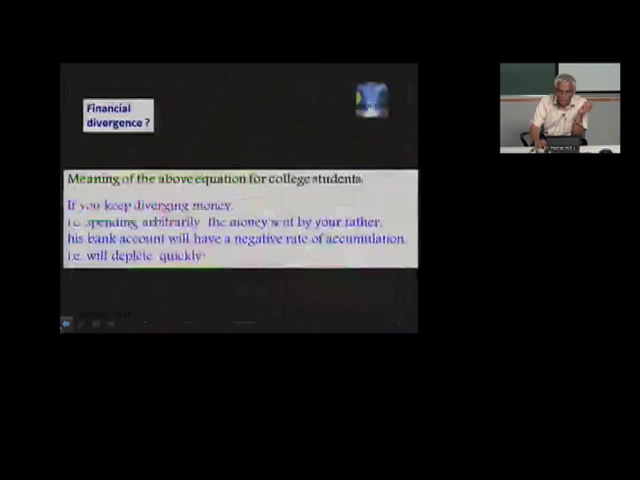 Financial
divergence ?
Meaning of the above equation for college students
If you keep diverging money.
i.e. spending arbitrarily the money sent by your father,
his bank account will have a negative rate of accumulation
i.e. will deplete quickly